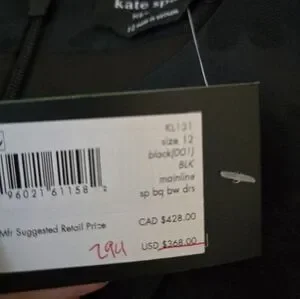 kate sp
KL131
size 12
black(001)
BLK
mainline
sp bq bw drs
96021 61158 2
Mfr Suggested Retail Price
CAD $428.00
294
USD $368.00